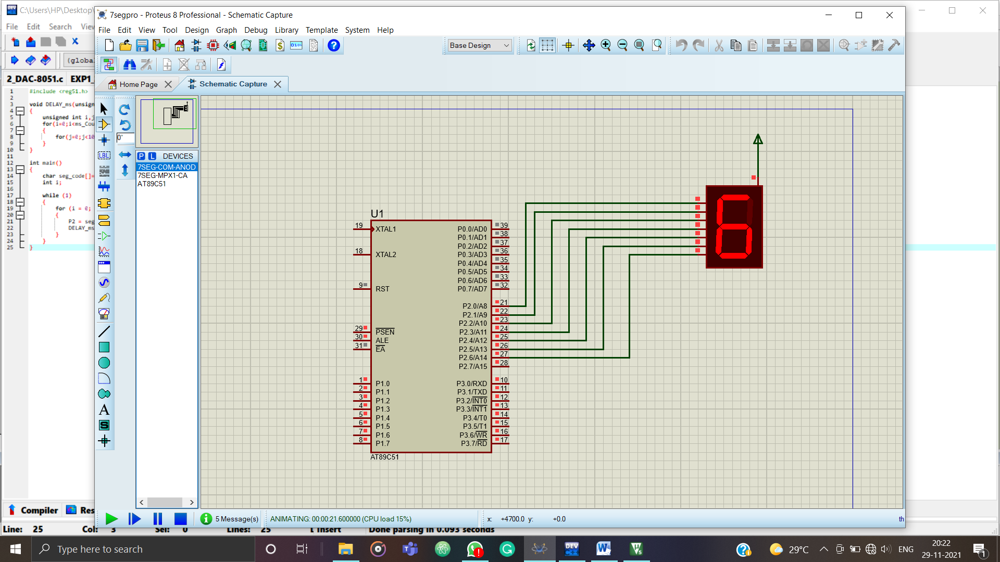 C:\Users\HP\Desktop\
File Edit Search View
(globa
2_DAC-8051.c EXP1_
1 #include <reg51.h>
2
3 void DELAY_ms(unsign
4 {
5 unsigned int i,j
6 for(i=0;i<ms_Cou
7 {
8 for(j=0;j<10
9 }
10 }
11
12 int main()
13 {
14 char seg_code[]=
15 int i;
16
17 while (1)
18 {
19 for (i = 0;
20 {
21 P2 = seg
22 DELAY_ms
23 }
24 }
25 }
Compiler Res
Line: 25 Col: 3 Sel: 0 Lines: 25 Insert Done parsing in 0.093 seconds
7segpro - Proteus 8 Professional - Schematic Capture
File Edit View Tool Design Graph Debug Library Template System Help
Base Design
Home Page Schematic Capture
0°
LBL
A
S
P L DEVICES
7SEG-COM-ANOD
7SEG-MPX1-CA
AT89C51
U1
19 XTAL1
18 XTAL2
9 RST
29 PSEN
30 ALE
31 EA
1 P1.0
2 P1.1
3 P1.2
4 P1.3
5 P1.4
6 P1.5
7 P1.6
8 P1.7
P0.0/AD0 39
P0.1/AD1 38
P0.2/AD2 37
P0.3/AD3 36
P0.4/AD4 35
P0.5/AD5 34
P0.6/AD6 33
P0.7/AD7 32
P2.0/A8 21
P2.1/A9 22
P2.2/A10 23
P2.3/A11 24
P2.4/A12 25
P2.5/A13 26
P2.6/A14 27
P2.7/A15 28
P3.0/RXD 10
P3.1/TXD 11
P3.2/INT0 12
P3.3/INT1 13
P3.4/T0 14
P3.5/T1 15
P3.6/WR 16
P3.7/RD 17
AT89C51
6
5 Message(s) ANIMATING: 00:00:21.600000 (CPU load 15%) x: +4700.0 y: +0.0 th
Type here to search
29°C ENG
20:22
29-11-2021
1